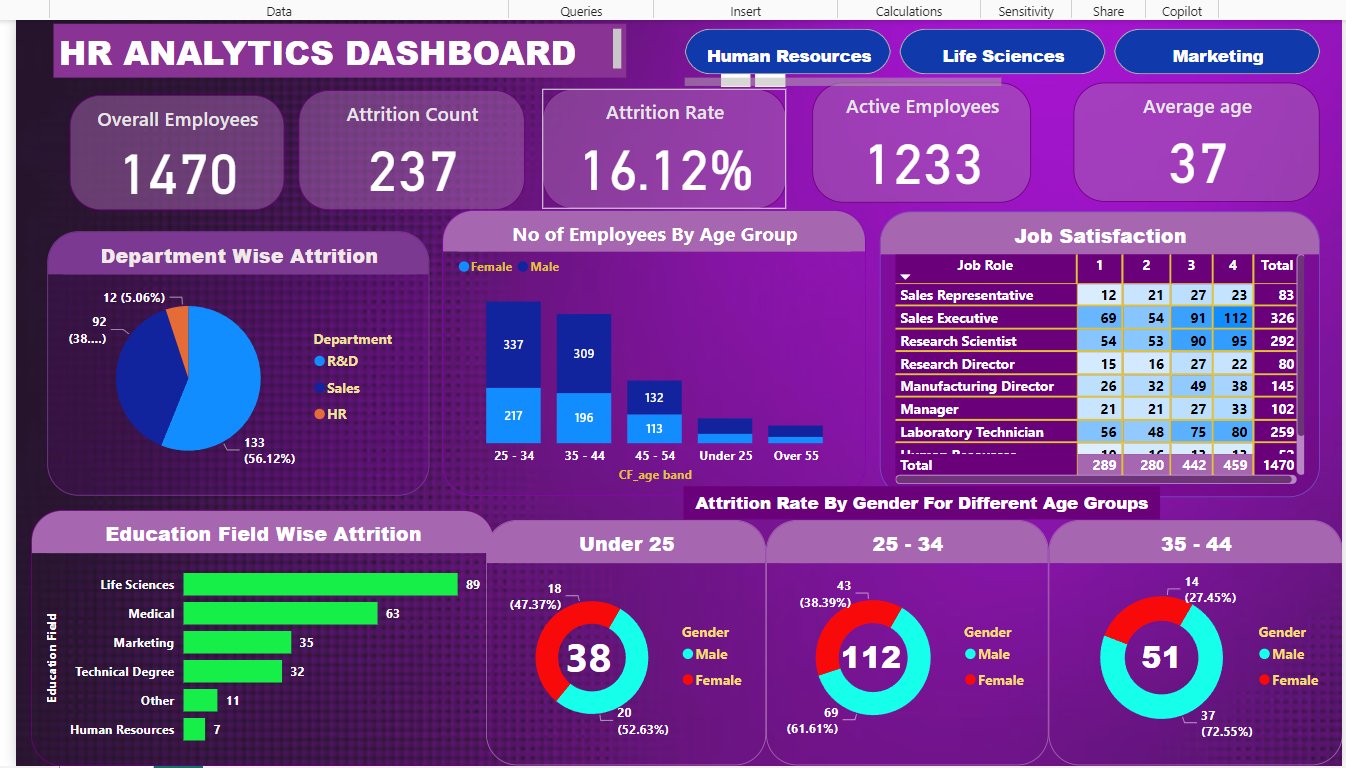 Data Queries Insert Calculations Sensitivity Share Copilot
HR ANALYTICS DASHBOARD
Human Resources
Life Sciences
Marketing
Overall Employees
1470
Attrition Count
237
Attrition Rate
16.12%
Active Employees
1233
Average age
37
Department Wise Attrition
12 (5.06%)
92
(38....)
133
(56.12%)
Department
R&D
Sales
HR
No of Employees By Age Group
Female Male
337 309 132
217 196 113
25 - 34 35 - 44 45 - 54 Under 25 Over 55
CF_age band
Job Satisfaction
Job Role 1 2 3 4 Total
Sales Representative 12 21 27 23 83
Sales Executive 69 54 91 112 326
Research Scientist 54 53 90 95 292
Research Director 15 16 27 22 80
Manufacturing Director 26 32 49 38 145
Manager 21 21 27 33 102
Laboratory Technician 56 48 75 80 259
Total 289 280 442 459 1470
Education Field Wise Attrition
Education Field
Life Sciences 89
Medical 63
Marketing 35
Technical Degree 32
Other 11
Human Resources 7
Attrition Rate By Gender For Different Age Groups
Under 25
18
(47.37%)
38
20
(52.63%)
Gender
Male
Female
25 - 34
43
(38.39%)
112
69
(61.61%)
Gender
Male
Female
35 - 44
14
(27.45%)
51
37
(72.55%)
Gender
Male
Female